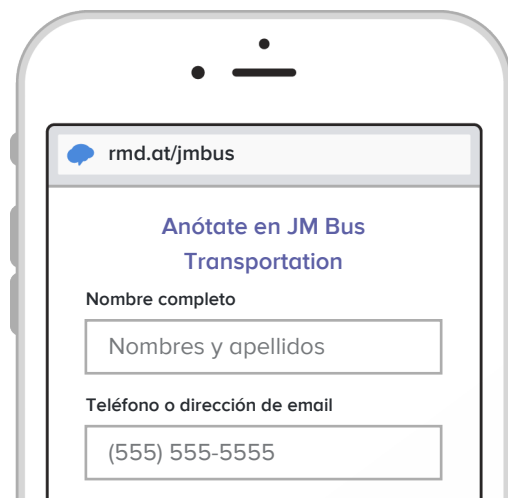 rmd.at/jmbus
Anótate en JM Bus
Transportation
Nombre completo
Nombres y apellidos
Teléfono o dirección de email
(555) 555-5555